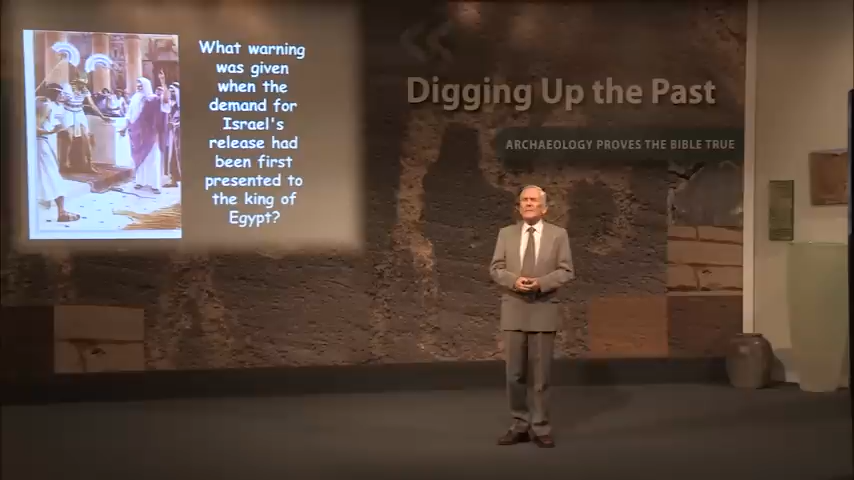 What warning
was given
when the
demand for
Israel's
release had
been first
presented to
the king of
Egypt?
Digging Up the Past
ARCHAEOLOGY PROVES THE BIBLE TRUE